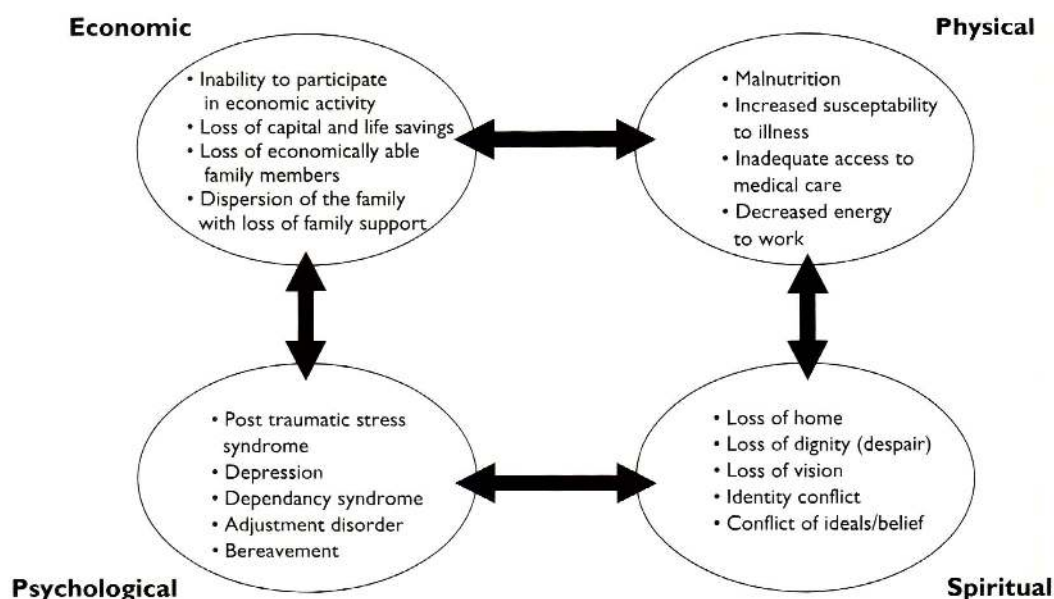 Economic
• Inability to participate
in economic activity
• Loss of capital and life savings
• Loss of economically able
family members
• Dispersion of the family
with loss of family support
Physical
• Malnutrition
• Increased susceptability
to illness
• Inadequate access to
medical care
• Decreased energy
to work
• Post traumatic stress
syndrome
• Depression
• Dependancy syndrome
• Adjustment disorder
• Bereavement
Psychological
• Loss of home
• Loss of dignity (despair)
• Loss of vision
• Identity conflict
• Conflict of ideals/belief
Spiritual